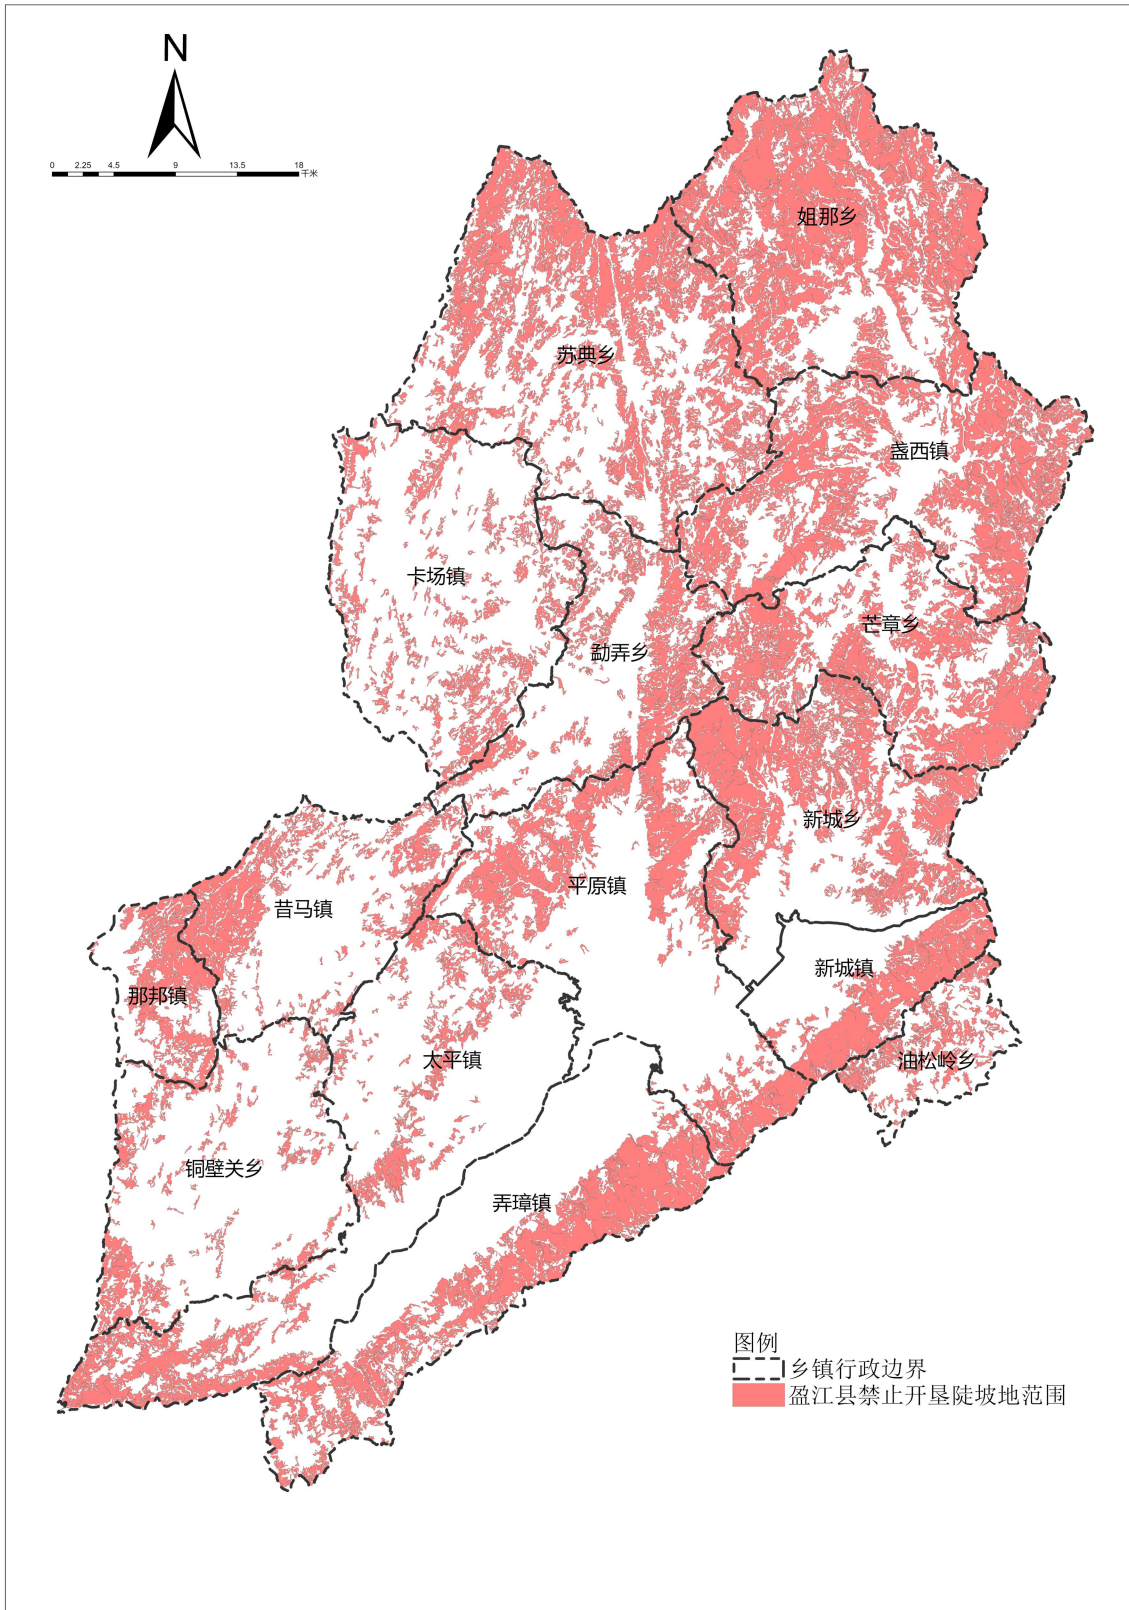 N
0 2.25 4.5 9 13.5 18
千米
姐那乡
苏典乡
盏西镇
卡场镇
芒章乡
勐弄乡
新城乡
平原镇
昔马镇
新城镇
那邦镇
太平镇
油松岭乡
铜壁关乡
弄璋镇
图例
乡镇行政边界
盈江县禁止开垦陡坡地范围